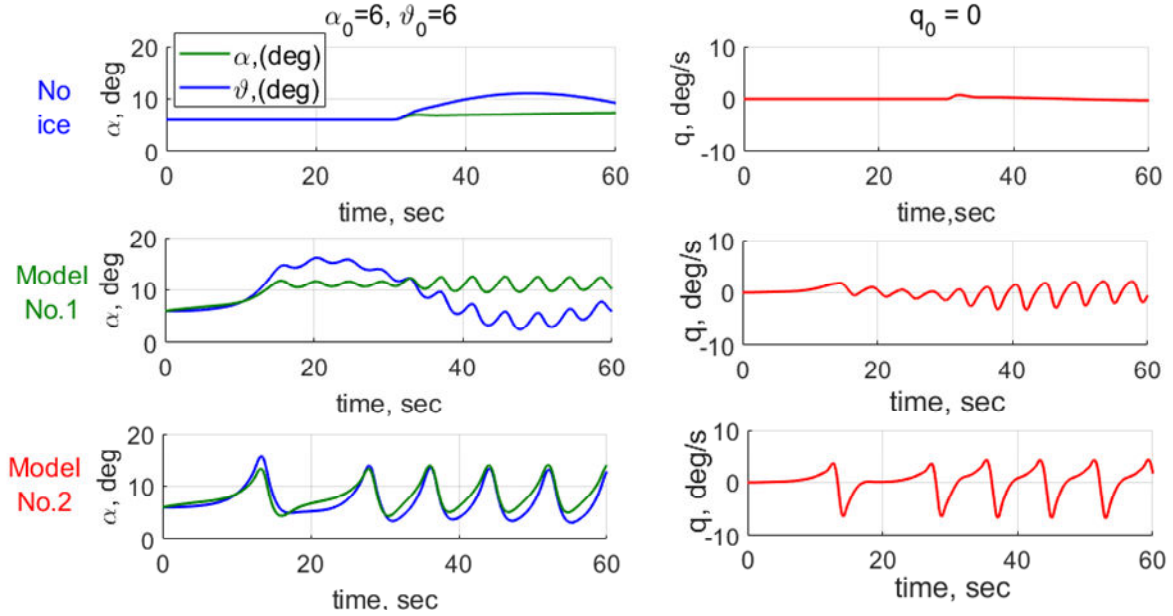 α₀=6, ϑ₀=6
q₀ = 0
No
ice
α, deg
20
10
0
α,(deg)
ϑ,(deg)
0 20 40 60
time, sec
q, deg/s
10
0
-10
0 20 40 60
time,sec
Model
No.1
α, deg
20
10
0
0 20 40 60
time, sec
q, deg/s
10
0
-10
0 20 40 60
time, sec
Model
No.2
α, deg
20
10
0
0 20 40 60
time, sec
q, deg/s
10
0
-10
0 20 40 60
time, sec